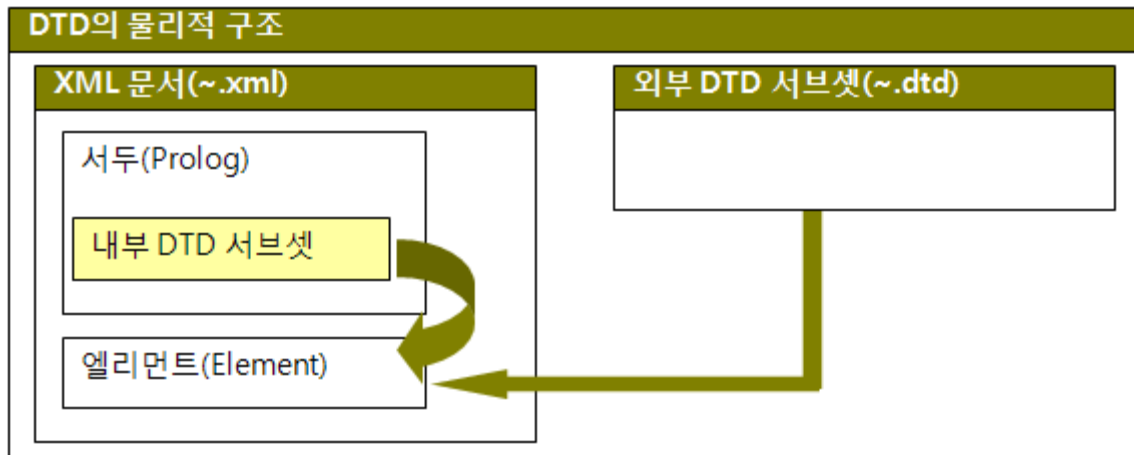 DTD의 물리적 구조
XML 문서(~.xml)
외부 DTD 서브셋(~.dtd)
서두(Prolog)
내부 DTD 서브셋
엘리먼트(Element)